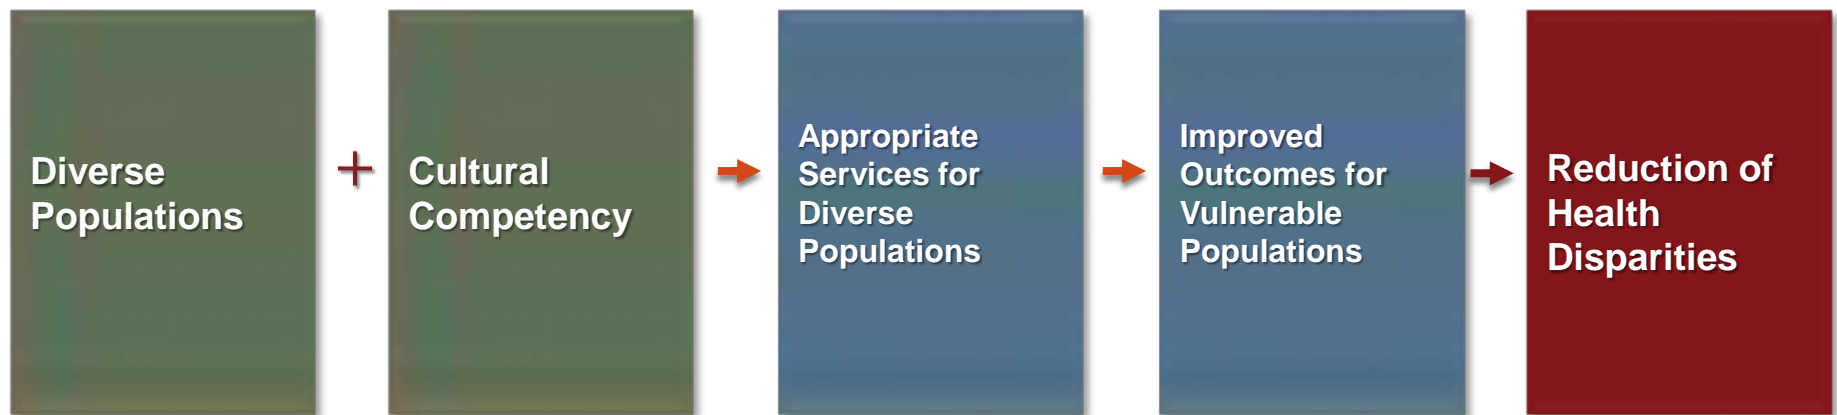 Diverse
Populations
+
Cultural
Competency
Appropriate
Services for
Diverse
Populations
Improved
Outcomes for
Vulnerable
Populations
Reduction of
Health
Disparities